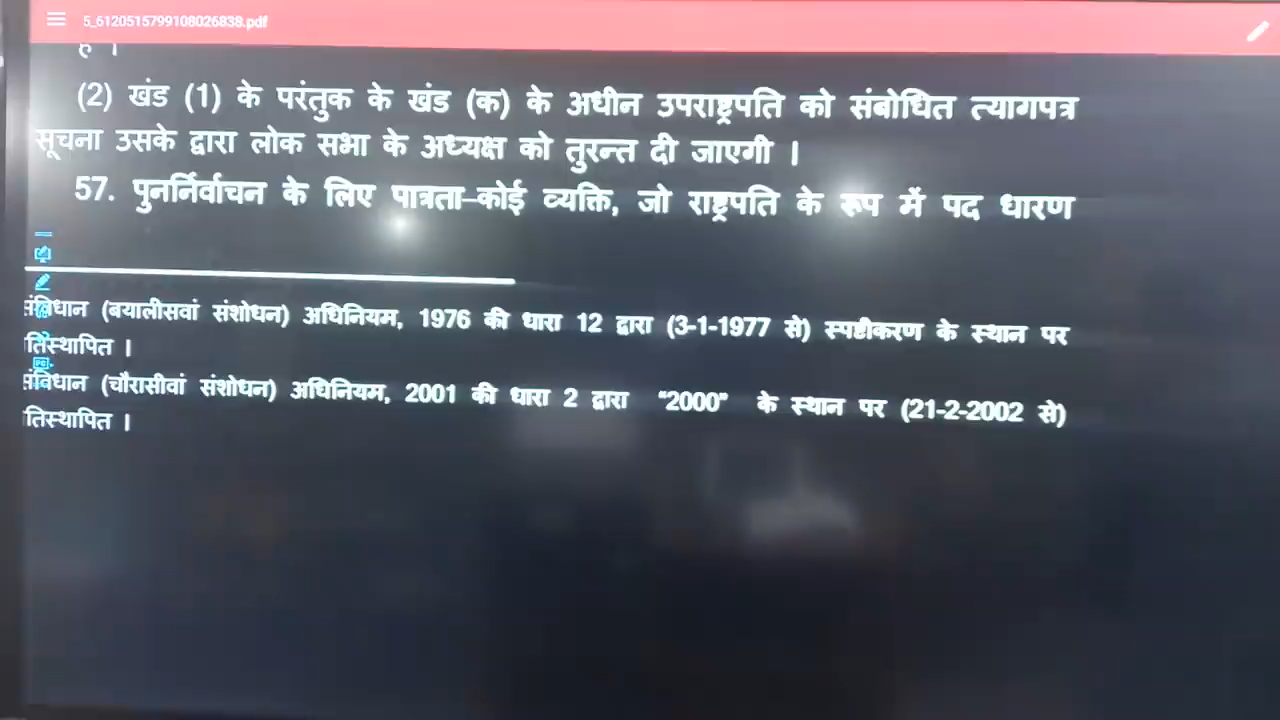 5_6120515799108026838.pdf
है ।
(2) खंड (1) के परंतुक के खंड (क) के अधीन उपराष्ट्रपति को संबोधित त्यागपत्र
सूचना उसके द्वारा लोक सभा के अध्यक्ष को तुरन्त दी जाएगी ।
57. पुनर्निर्वाचन के लिए पात्रता–कोई व्यक्ति, जो राष्ट्रपति के रूप में पद धारण
संविधान (बयालीसवां संशोधन) अधिनियम, 1976 की धारा 12 द्वारा (3-1-1977 से) स्पष्टीकरण के स्थान पर
तिस्थापित ।
संविधान (चौरासीवां संशोधन) अधिनियम, 2001 की धारा 2 द्वारा "2000" के स्थान पर (21-2-2002 से)
तिस्थापित ।